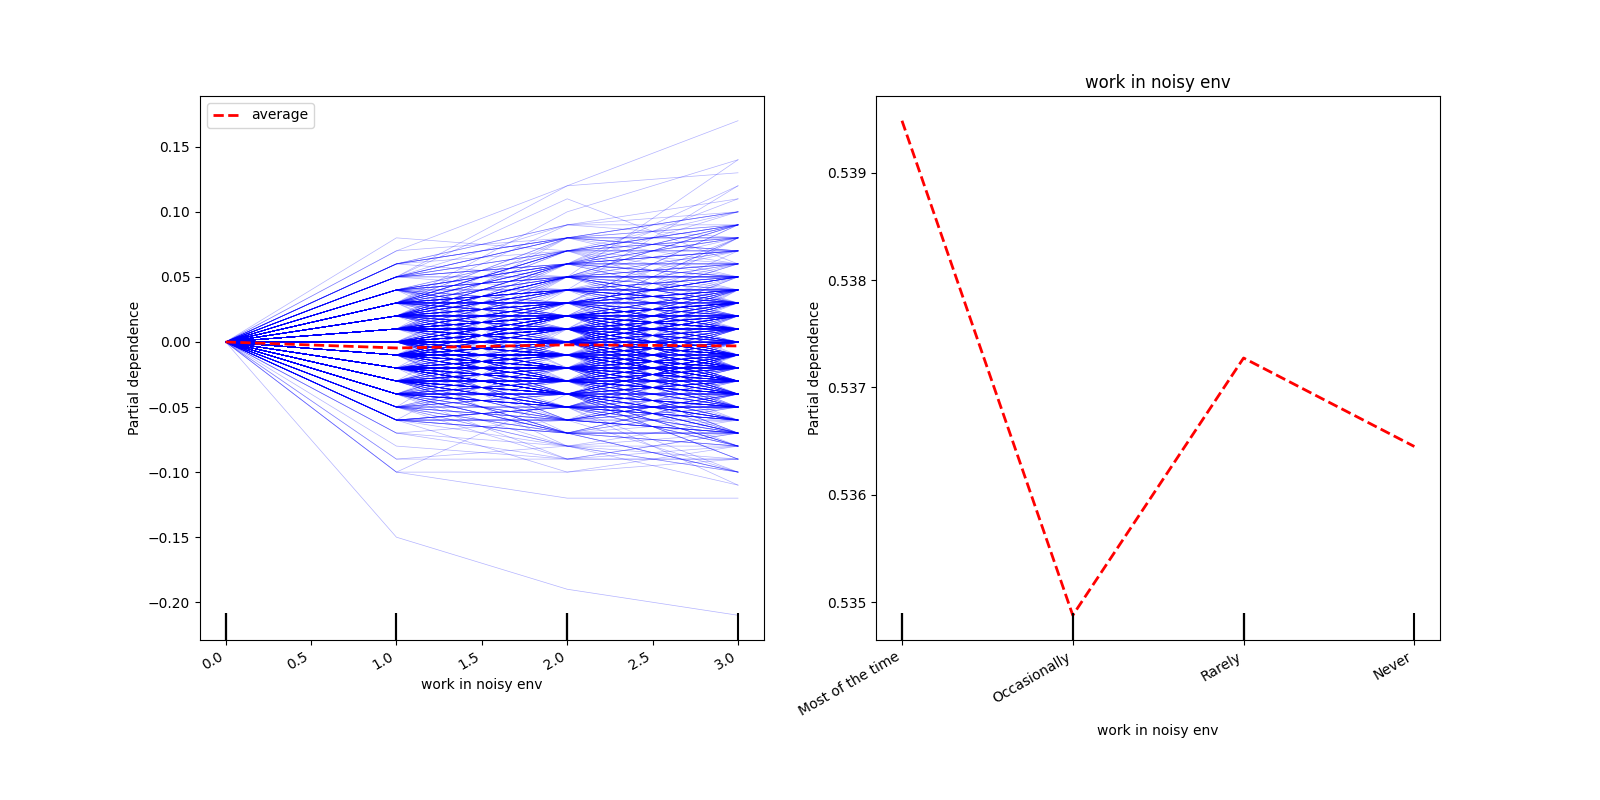 average
0.15
0.10
0.05
0.00
−0.05
−0.10
−0.15
−0.20
Partial dependence
0.0
0.5
1.0
1.5
2.0
2.5
3.0
work in noisy env
work in noisy env
0.539
0.538
0.537
0.536
0.535
Partial dependence
Most of the time
Occasionally
Rarely
Never
work in noisy env